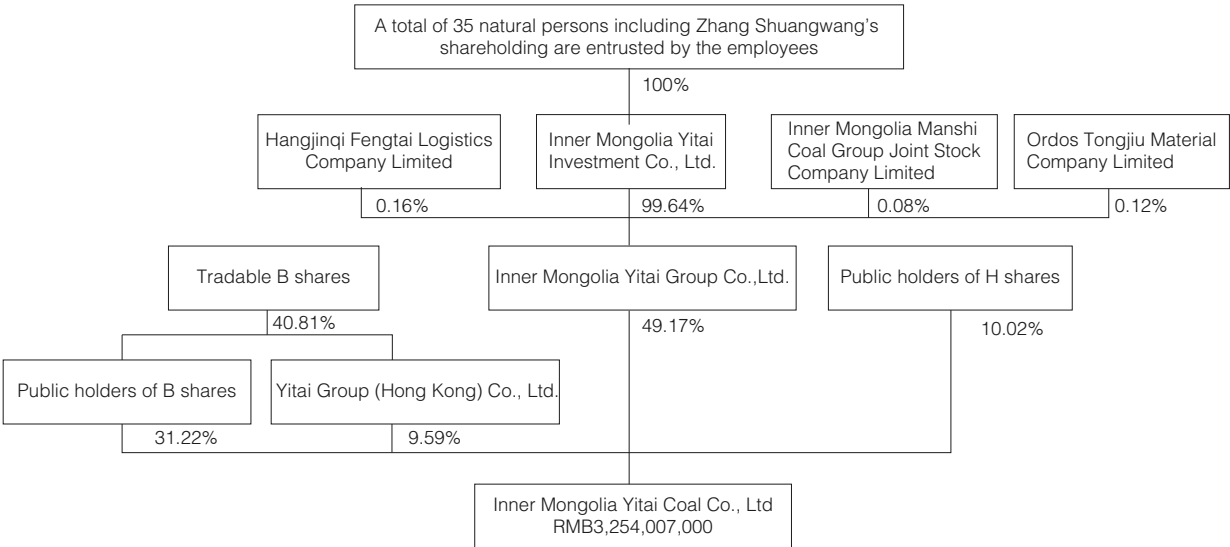 A total of 35 natural persons including Zhang Shuangwang's
shareholding are entrusted by the employees
100%
Hangjinqi Fengtai Logistics
Company Limited
Inner Mongolia Yitai
Investment Co., Ltd.
Inner Mongolia Manshi
Coal Group Joint Stock
Company Limited
Ordos Tongjiu Material
Company Limited
0.16%
99.64%
0.08%
0.12%
Tradable B shares
Inner Mongolia Yitai Group Co.,Ltd.
Public holders of H shares
40.81%
49.17%
10.02%
Public holders of B shares
Yitai Group (Hong Kong) Co., Ltd.
31.22%
9.59%
Inner Mongolia Yitai Coal Co., Ltd
RMB3,254,007,000